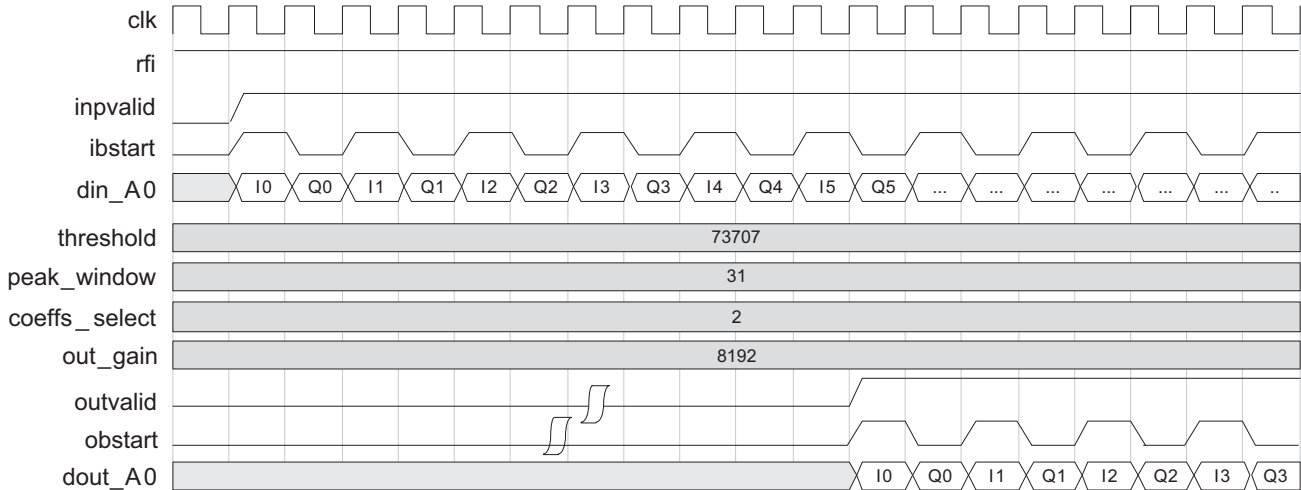 clk
rfi
inpvalid
ibstart
din_A0 I0 Q0 I1 Q1 I2 Q2 I3 Q3 I4 Q4 I5 Q5 ... ... ... ... ... ... ..
threshold 73707
peak_window 31
coeffs_select 2
out_gain 8192
outvalid
obstart
dout_A0 I0 Q0 I1 Q1 I2 Q2 I3 Q3